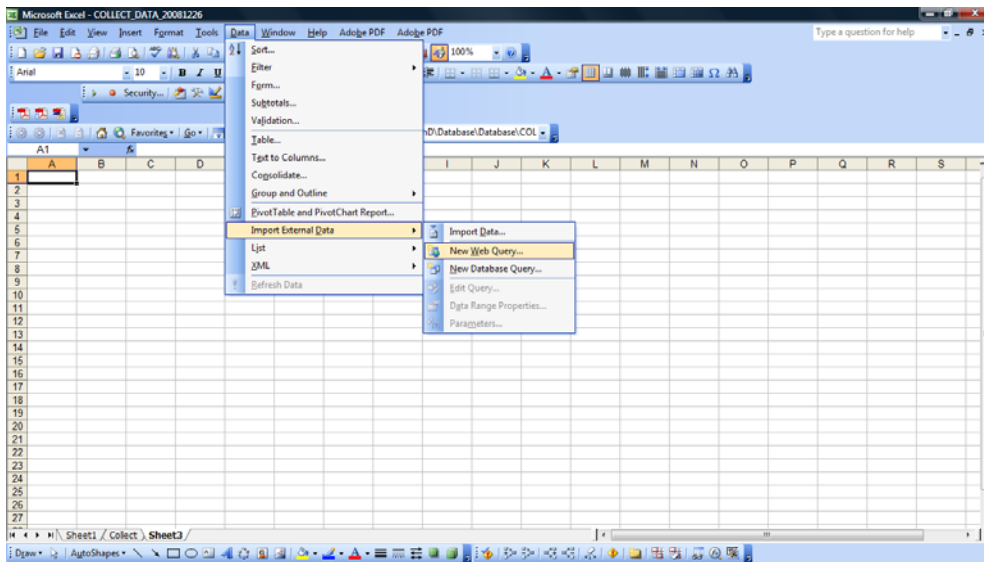 Microsoft Excel - COLLECT_DATA_20081226
File Edit View Insert Format Tools Data Window Help Adobe PDF Adobe PDF Type a question for help
100%
Arial 10 B I U
Security...
Favorites Go hD\Database\Database\COL
A1 fx
A B C D I J K L M N O P Q R S
Sort...
Filter
Form...
Subtotals...
Validation...
Table...
Text to Columns...
Consolidate...
Group and Outline
PivotTable and PivotChart Report...
Import External Data
List
XML
Refresh Data
Import Data...
New Web Query...
New Database Query...
Edit Query...
Data Range Properties...
Parameters...
1
2
3
4
5
6
7
8
9
10
11
12
13
14
15
16
17
18
19
20
21
22
23
24
25
26
27
Sheet1 Collect Sheet3
Draw AutoShapes